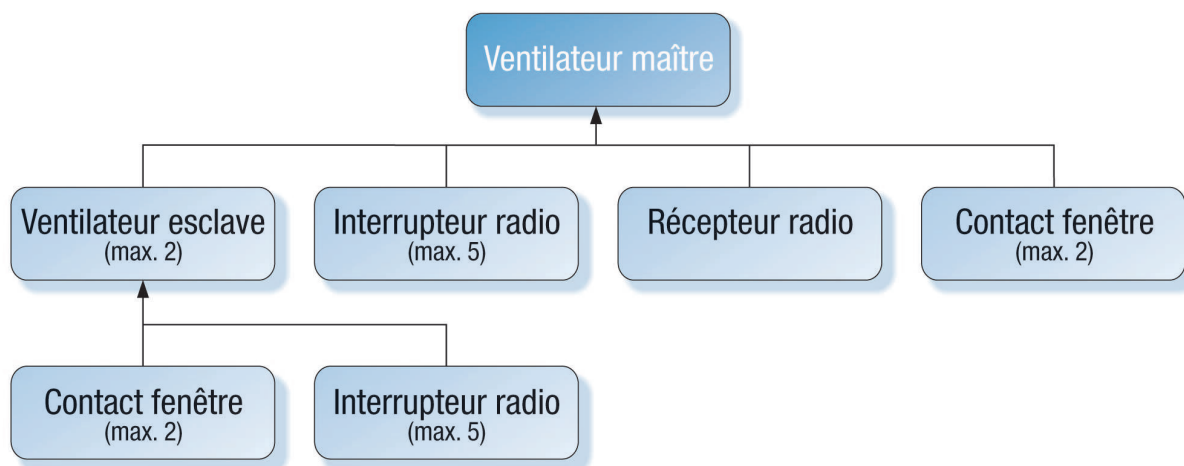 Ventilateur maître
Ventilateur esclave
(max. 2)
Interrupteur radio
(max. 5)
Récepteur radio
Contact fenêtre
(max. 2)
Contact fenêtre
(max. 2)
Interrupteur radio
(max. 5)